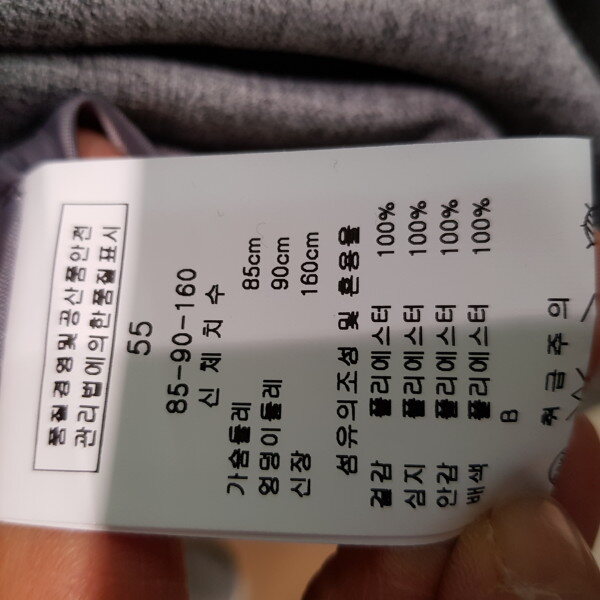 품질경영및공산품안전
관리법에의한품질표시
55
85-90-160
신 체 치 수
가슴둘레 85cm
엉덩이둘레 90cm
신장 160cm
섬유의조성 및 혼용율
겉감 폴리에스터 100%
심지 폴리에스터 100%
안감 폴리에스터 100%
배색 폴리에스터 100%
B
취 급 주 의